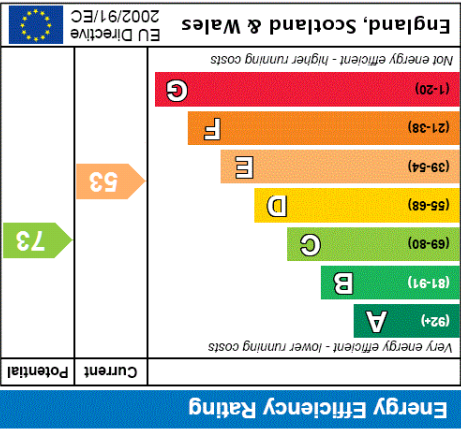 Energy Efficiency Rating
Current
Potential
Very energy efficient - lower running costs
(92+) A
(81-91) B
(69-80) C
73
(55-68) D
(39-54) E
53
(21-38) F
(1-20) G
Not energy efficient - higher running costs
England, Scotland & Wales
EU Directive
2002/91/EC